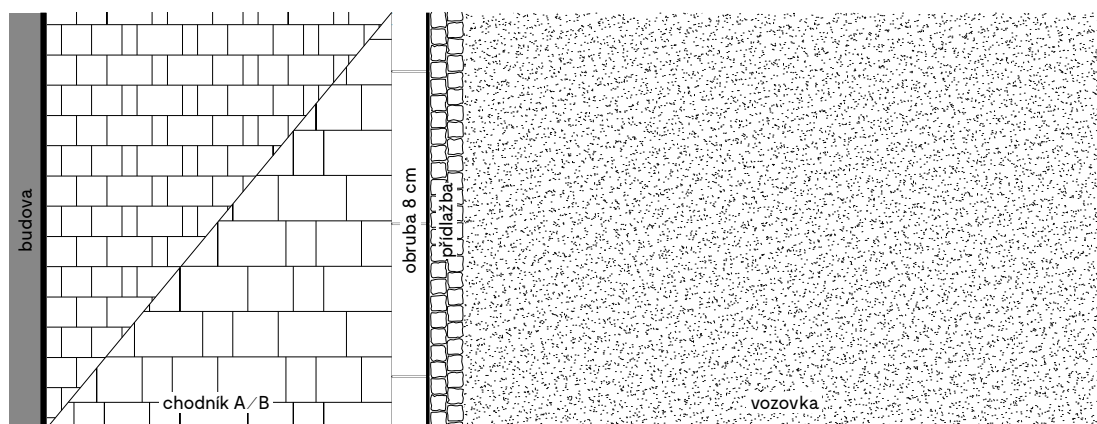 budova
chodník A/B
obruba 8 cm
přídlažba
vozovka